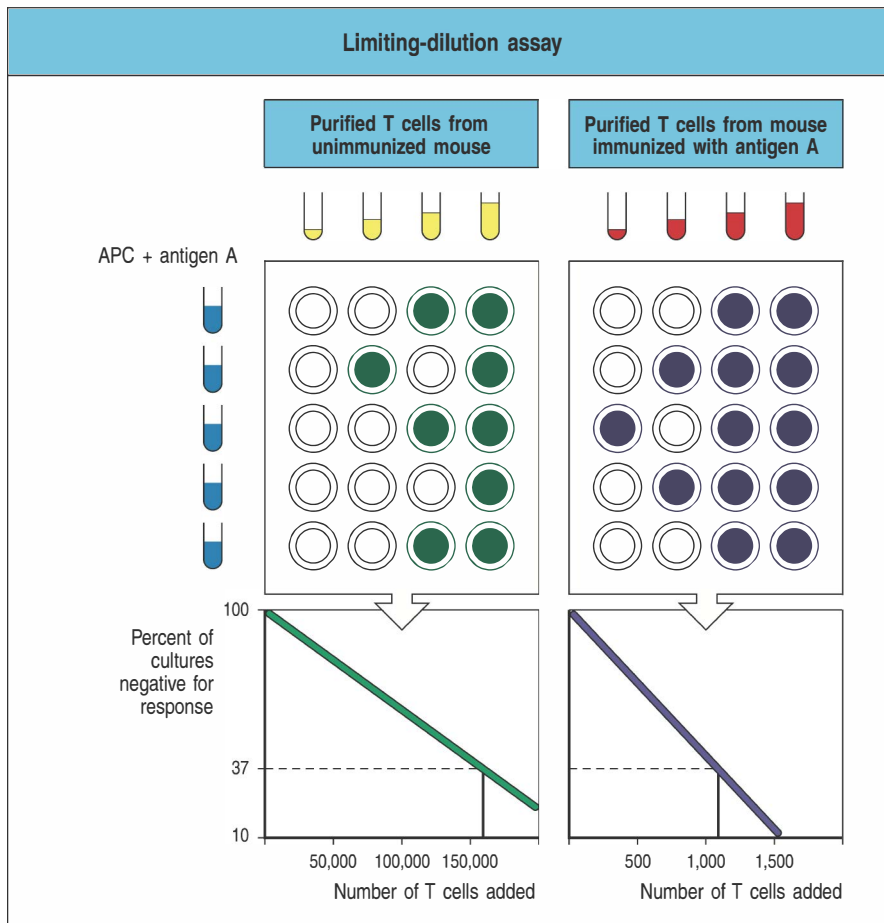 Limiting-dilution assay
Purified T cells from
unimmunized mouse
Purified T cells from mouse
immunized with antigen A
APC + antigen A
100
Percent of
cultures
negative for
response
37
10
50,000 100,000 150,000
Number of T cells added
500 1,000 1,500
Number of T cells added